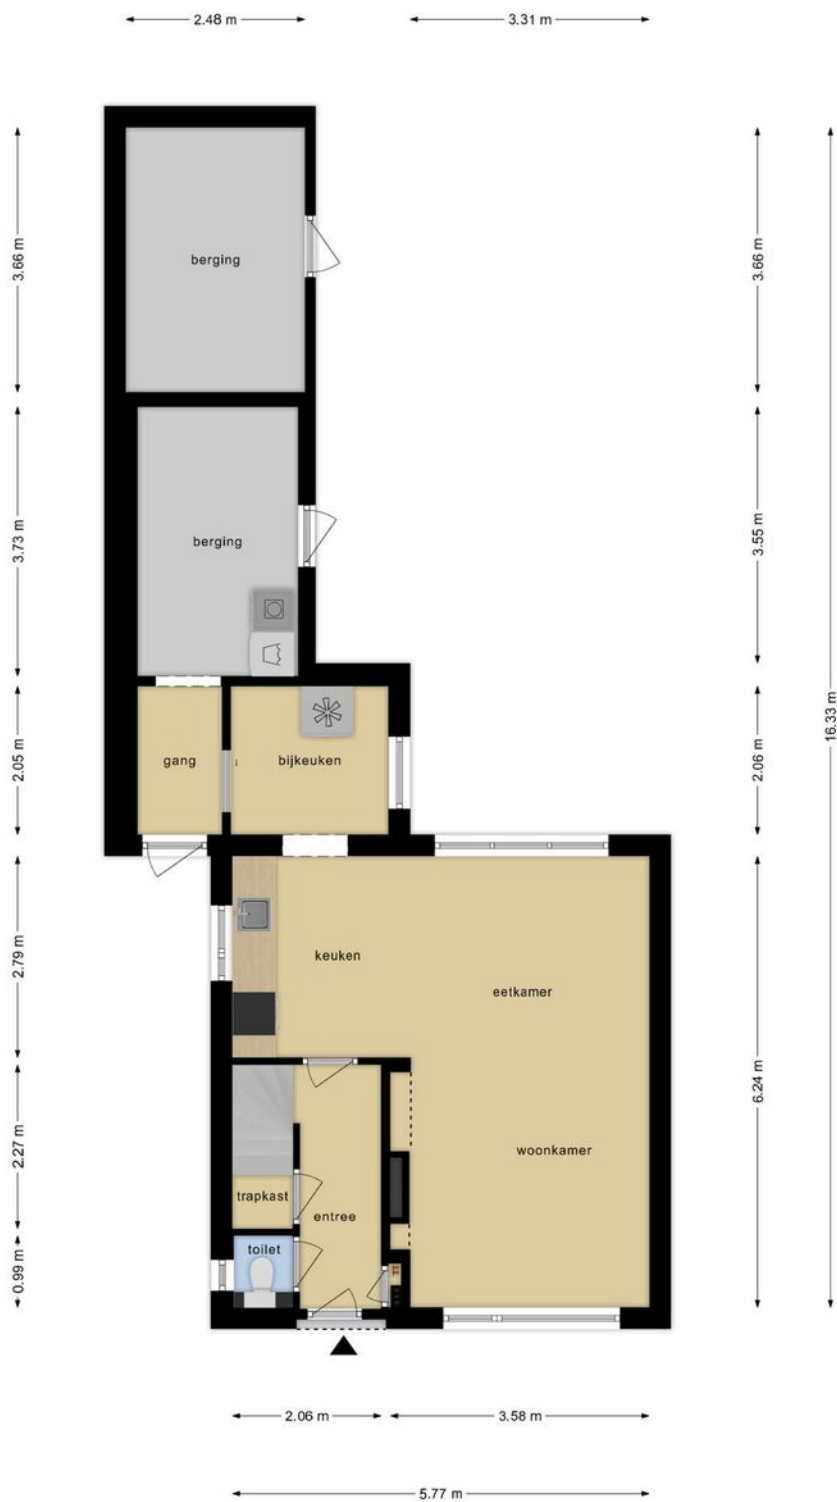 2.48 m
3.31 m
3.66 m
berging
3.66 m
3.73 m
berging
3.55 m
16.33 m
2.05 m
gang
bijkeuken
2.06 m
2.79 m
keuken
eetkamer
6.24 m
2.27 m
woonkamer
trapkast
entree
0.99 m
toilet
2.06 m
3.58 m
5.77 m